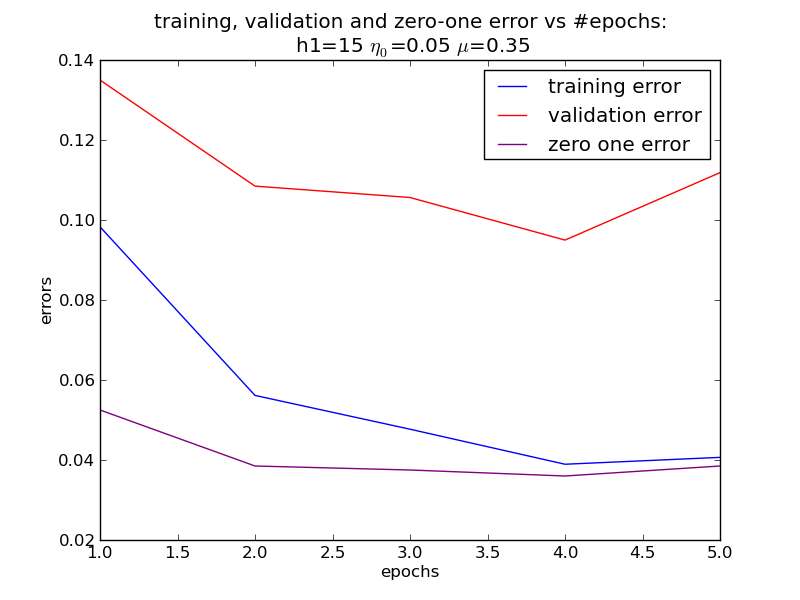 training, validation and zero-one error vs #epochs:
h1=15 η₀=0.05 μ=0.35
0.14
training error
validation error
zero one error
0.12
0.10
errors
0.08
0.06
0.04
0.02
1.0 1.5 2.0 2.5 3.0 3.5 4.0 4.5 5.0
epochs